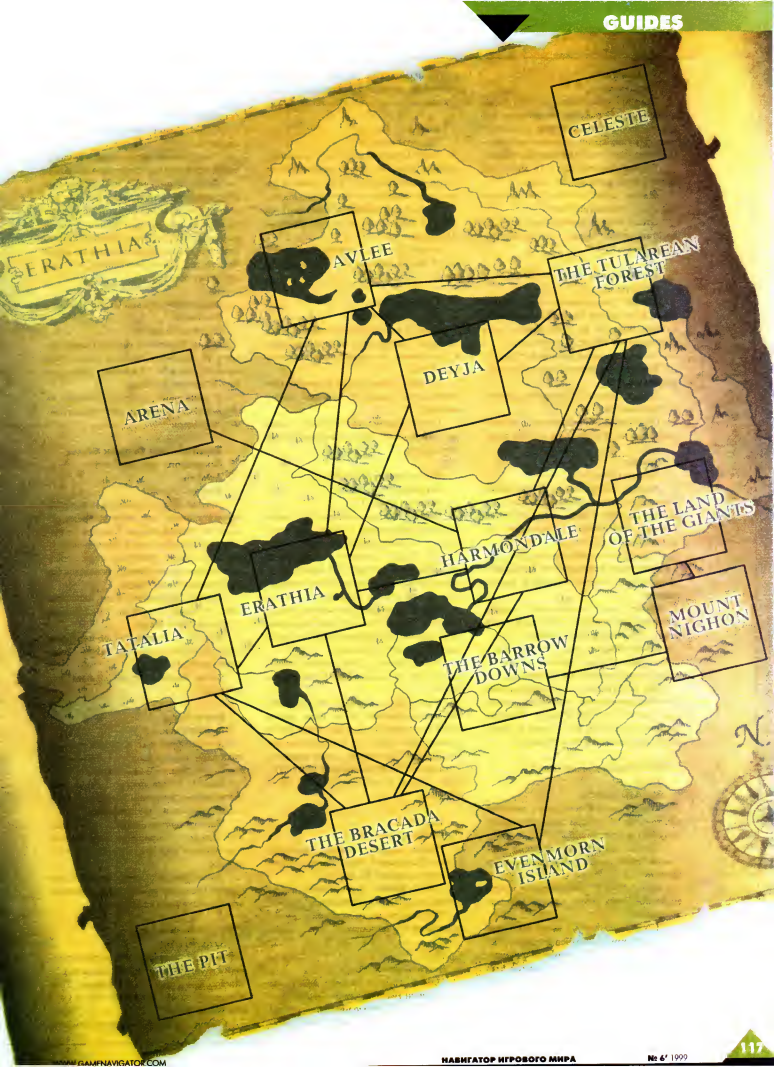 GUIDES
CELESTE
ERATHIA
AVLEE
THE TULAREAN
FOREST
DEYJA
ARENA
THE LAND
OF THE GIANTS
HARMONDALE
ERATHIA
MOUNT
NIGHON
TATALIA
THE BARROW
DOWNS
N
THE BRACADA
DESERT
EVENMORN
ISLAND
THE PIT
117
WWW.GAMENAVIGATOR.COM
НАВИГАТОР ИГРОВОГО МИРА
№ 6' 1999